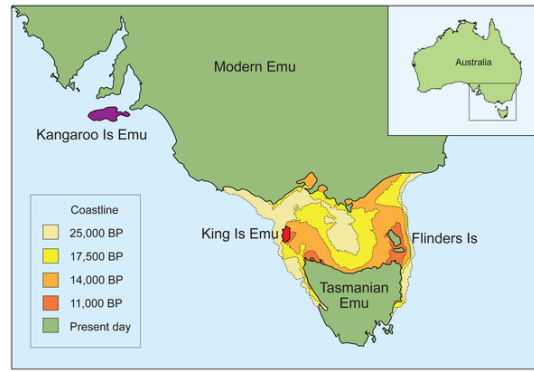 Modern Emu
Australia
Kangaroo Is Emu
Coastline
25,000 BP
17,500 BP
14,000 BP
11,000 BP
Present day
King Is Emu
Flinders Is
Tasmanian
Emu